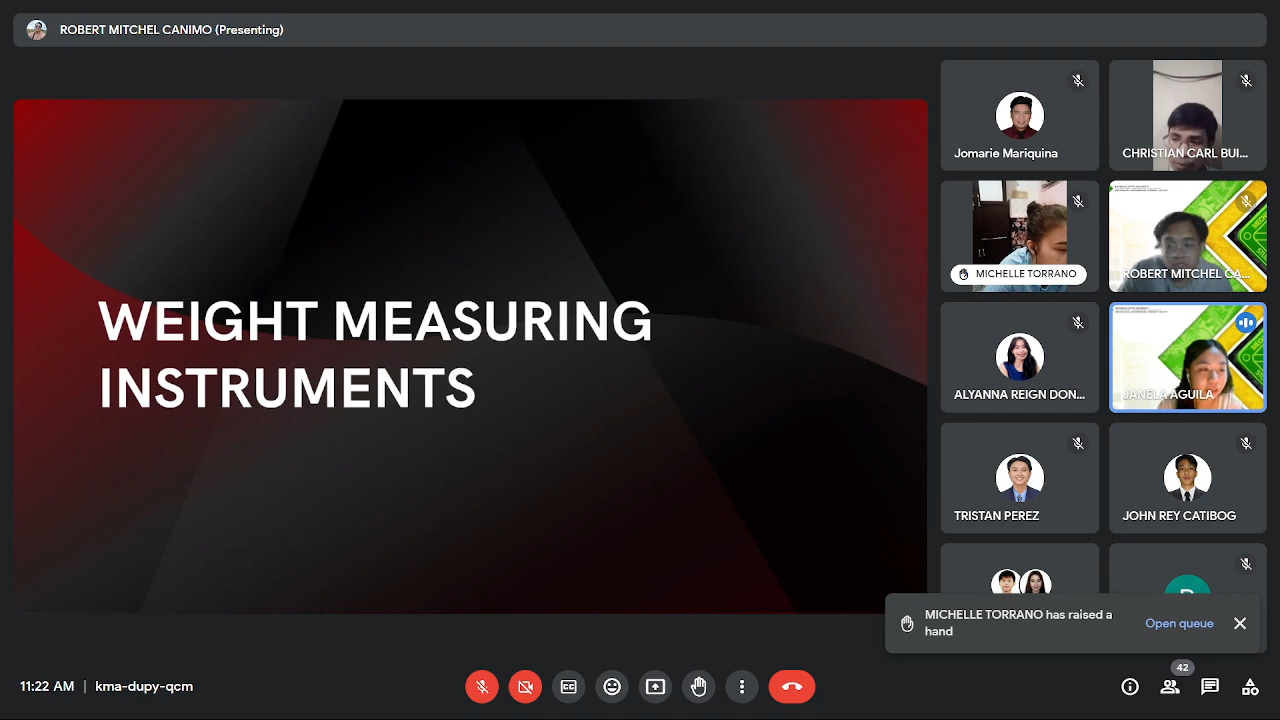 ROBERT MITCHEL CANIMO (Presenting)
WEIGHT MEASURING
INSTRUMENTS
Jomarie Mariquina
CHRISTIAN CARL BUI...
MICHELLE TORRANO
ROBERT MITCHEL CA...
ALYANNA REIGN DON...
JANELA AGUILA
TRISTAN PEREZ
JOHN REY CATIBOG
MICHELLE TORRANO has raised a
hand
Open queue
11:22 AM | kma-dupy-qcm
42